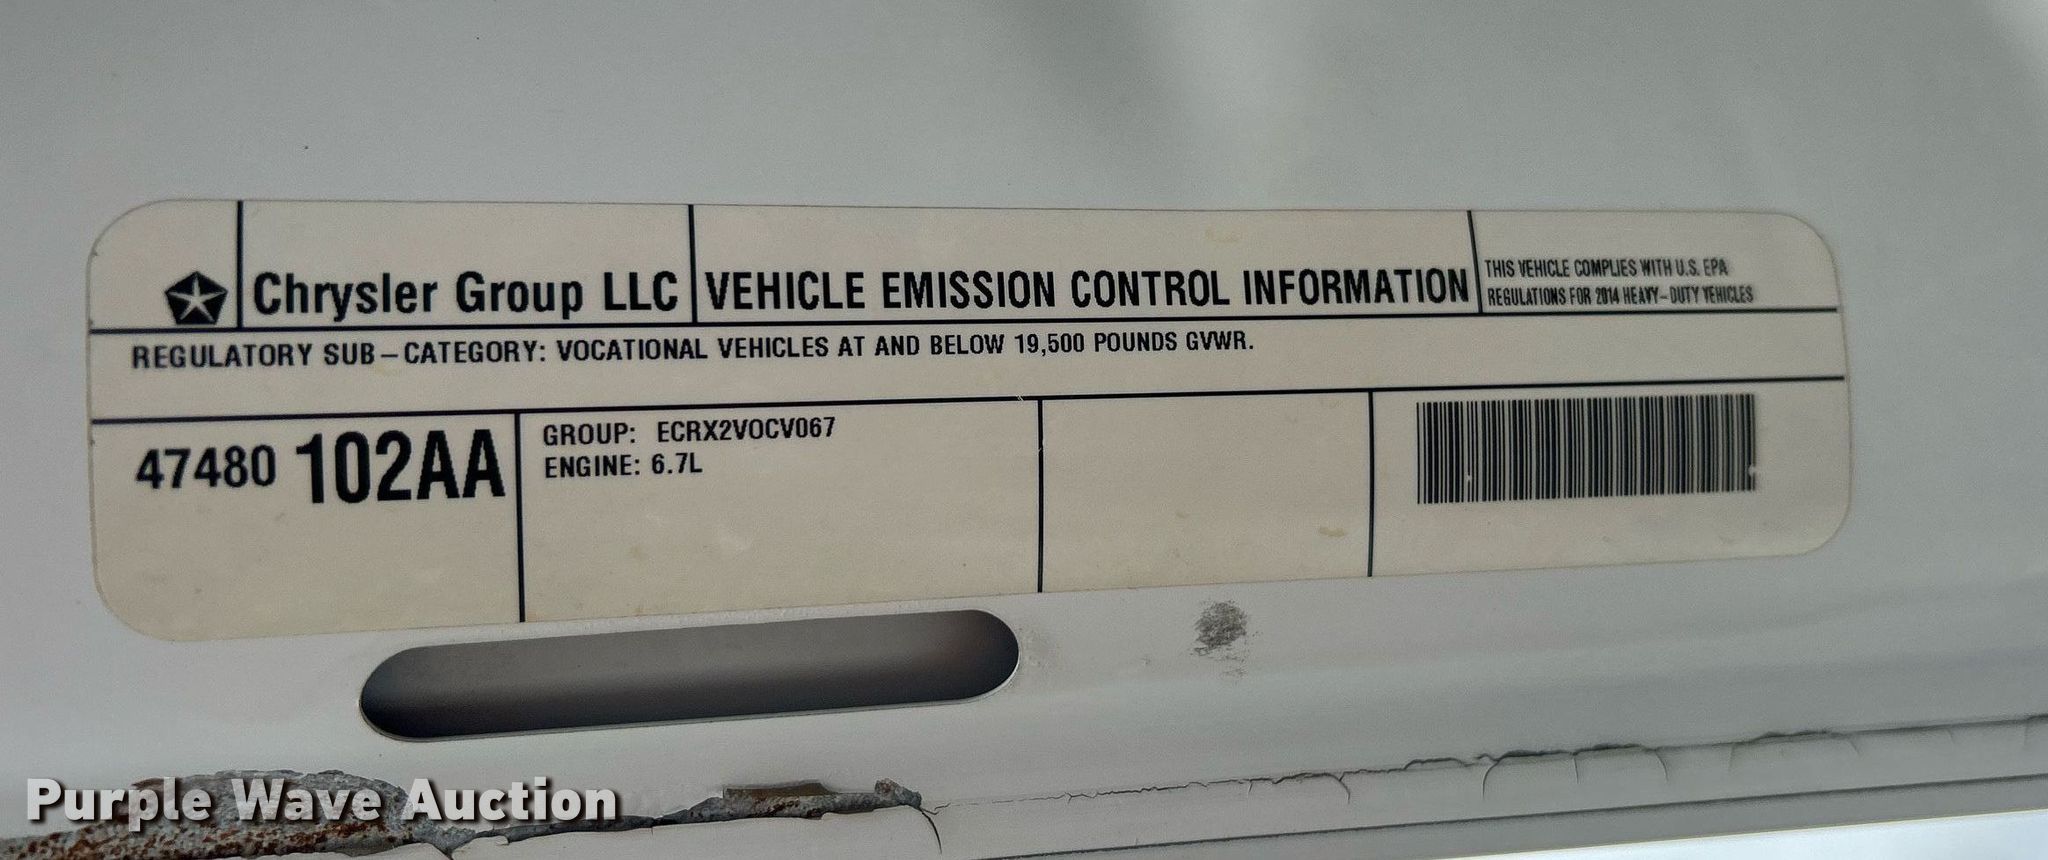 Chrysler Group LLC
VEHICLE EMISSION CONTROL INFORMATION
THIS VEHICLE COMPLIES WITH U.S. EPA
REGULATIONS FOR 2014 HEAVY-DUTY VEHICLES
REGULATORY SUB-CATEGORY: VOCATIONAL VEHICLES AT AND BELOW 19,500 POUNDS GVWR.
47480 102AA
GROUP: ECRX2VOCV067
ENGINE: 6.7L
Purple Wave Auction